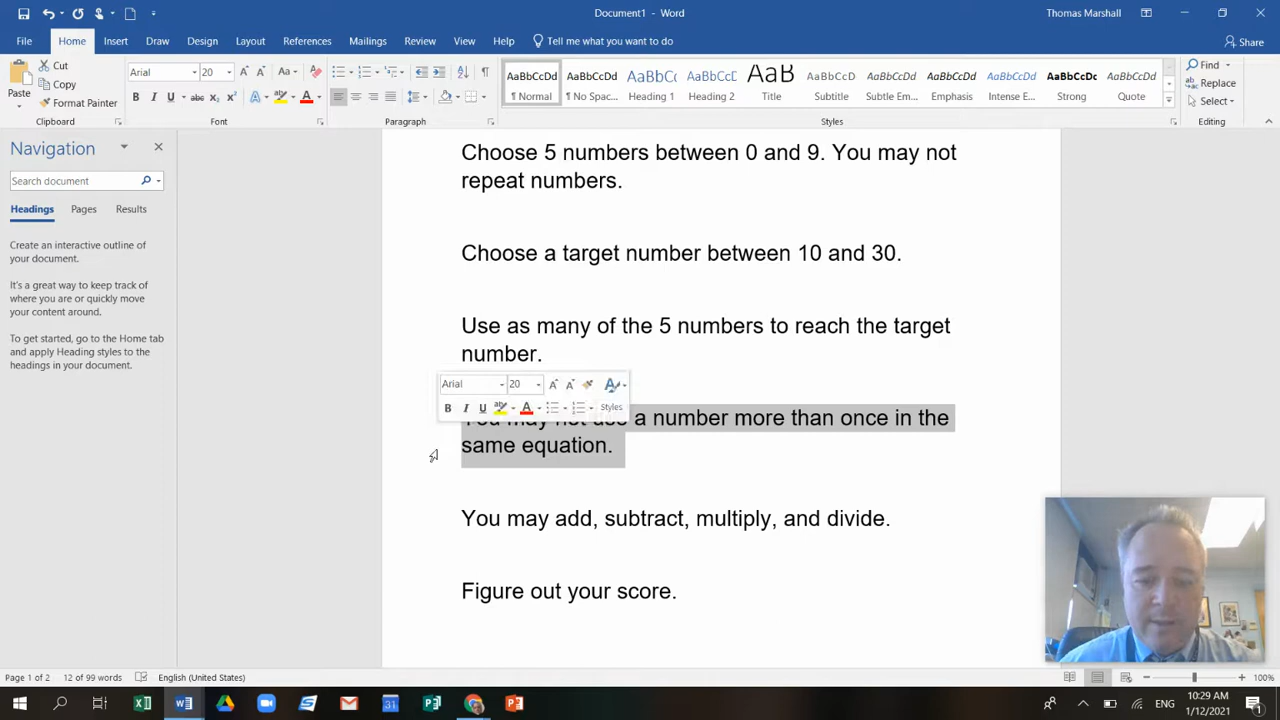 Document1 - Word
Thomas Marshall
File Home Insert Draw Design Layout References Mailings Review View Help Tell me what you want to do
Share
Paste
Cut
Copy
Format Painter
Clipboard
Arial 20
Font
Paragraph
AaBbCcDd AaBbCcDd AaBbCc AaBbCcD AaB AaBbCcD AaBbCcDd AaBbCcDd AaBbCcDd AaBbCcDc AaBbCcDd
¶ Normal ¶ No Spac... Heading 1 Heading 2 Title Subtitle Subtle Em... Emphasis Intense E... Strong Quote
Styles
Find
Replace
Select
Editing
Navigation
Search document
Headings Pages Results
Create an interactive outline of
your document.
It's a great way to keep track of
where you are or quickly move
your content around.
To get started, go to the Home tab
and apply Heading styles to the
headings in your document.
Choose 5 numbers between 0 and 9. You may not
repeat numbers.
Choose a target number between 10 and 30.
Use as many of the 5 numbers to reach the target
number.
Arial 20
Styles
You may not use a number more than once in the
same equation.
You may add, subtract, multiply, and divide.
Figure out your score.
Page 1 of 2 12 of 99 words English (United States)
100%
10:29 AM
ENG
1/12/2021